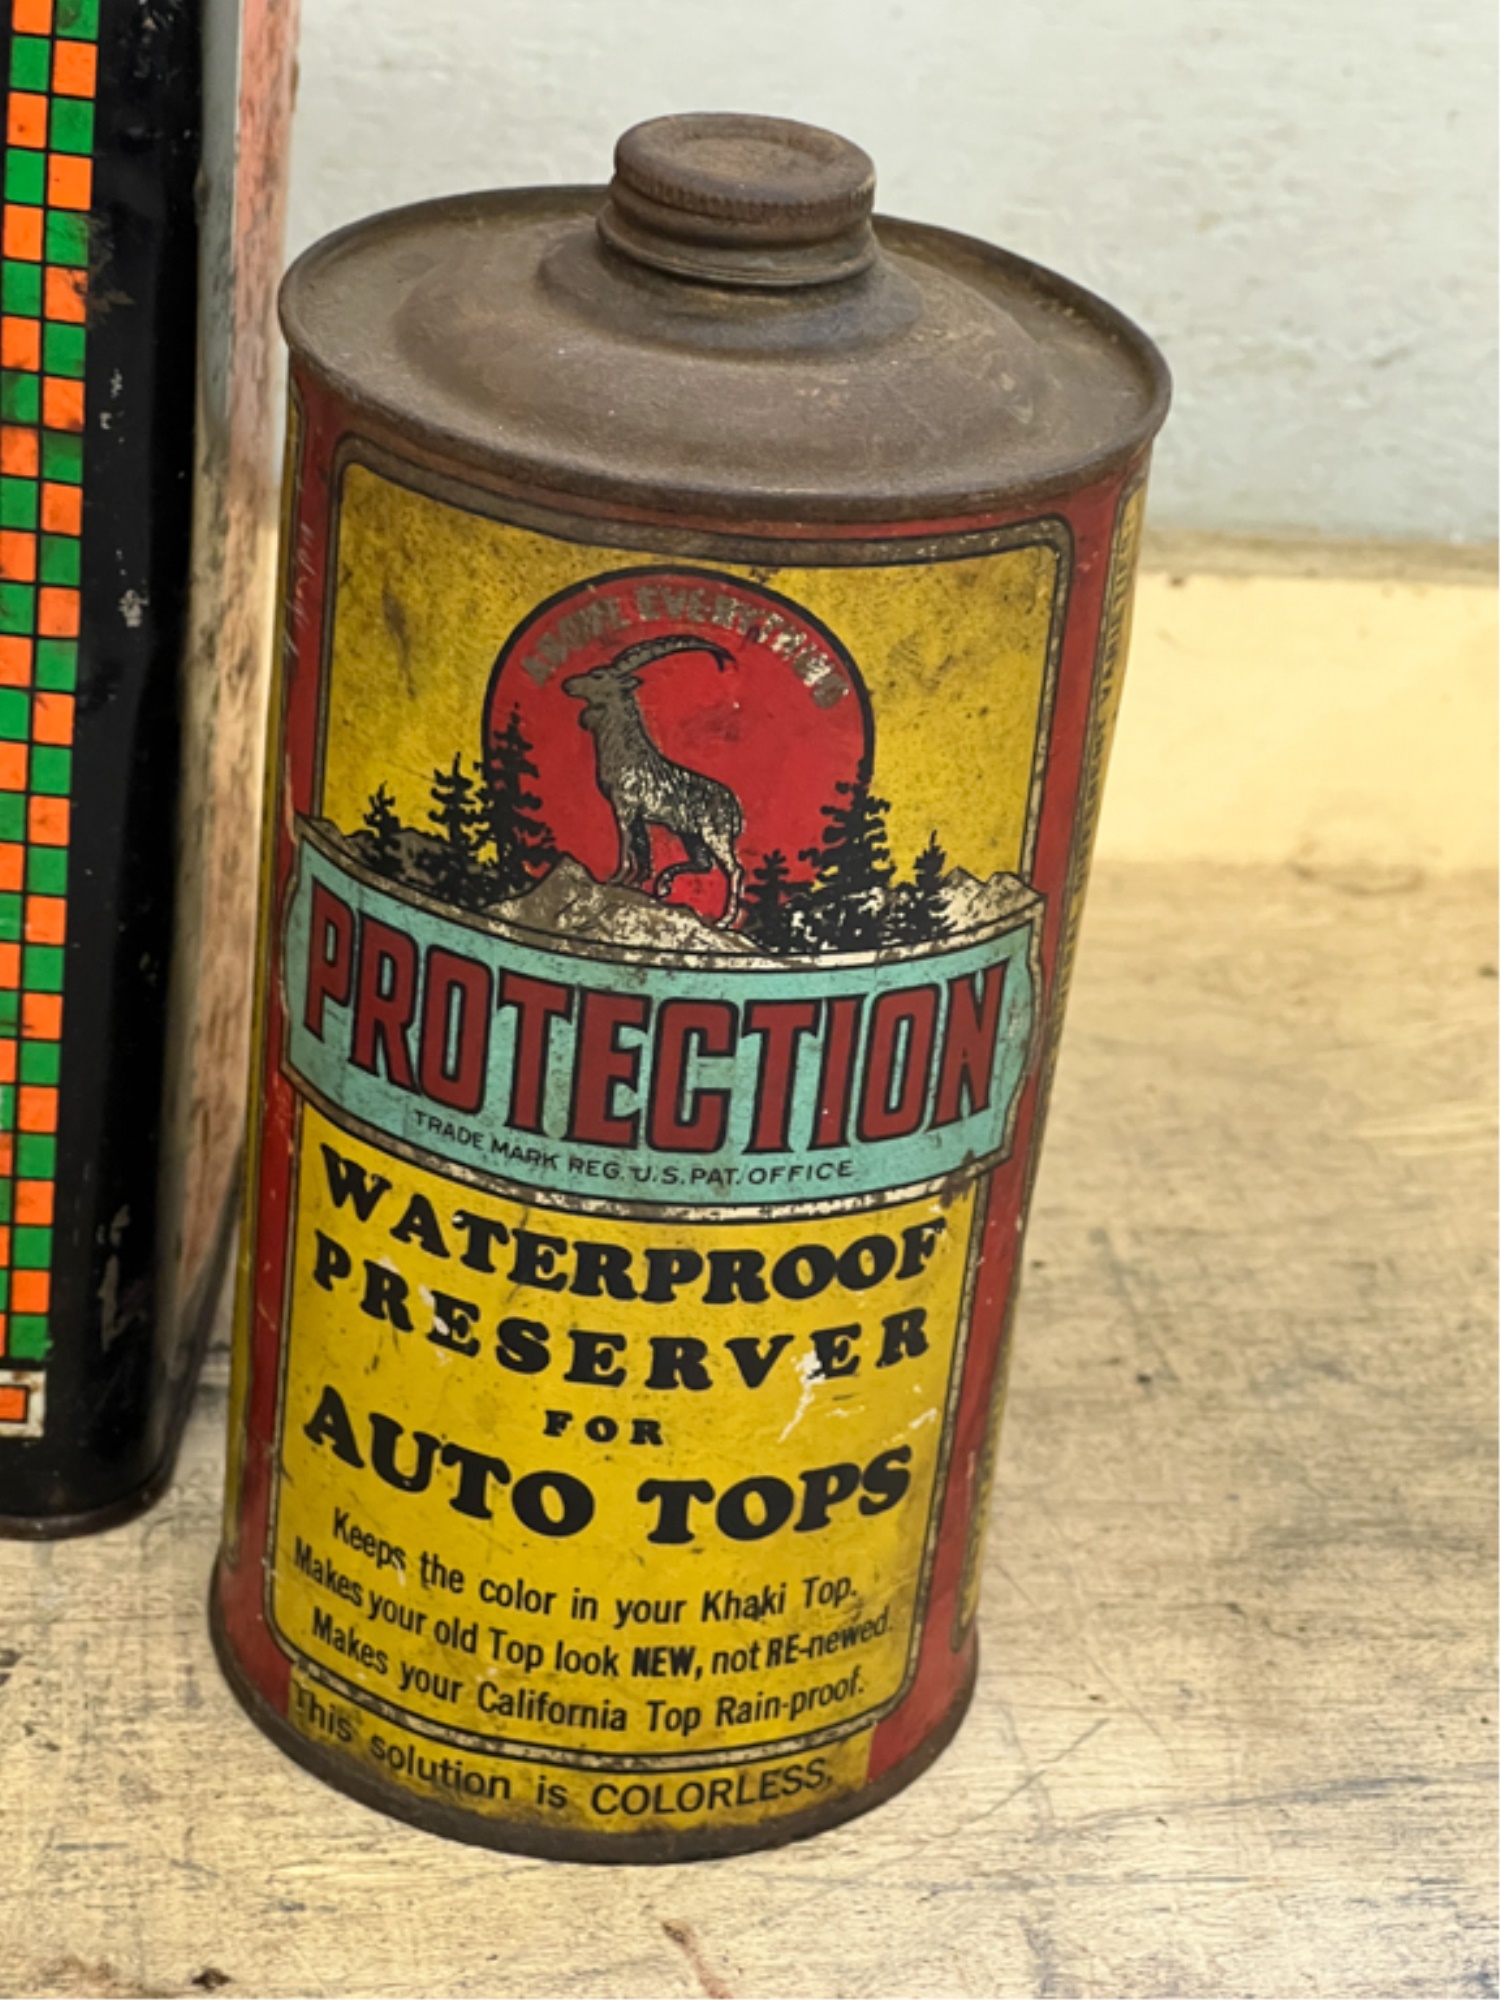 ABOVE EVERYTHING
PROTECTION
TRADE MARK REG. U.S. PAT. OFFICE
WATERPROOF
PRESERVER
FOR
AUTO TOPS
Keeps the color in your Khaki Top.
Makes your old Top look NEW, not RE-newed.
Makes your California Top Rain-proof.
This solution is COLORLESS.